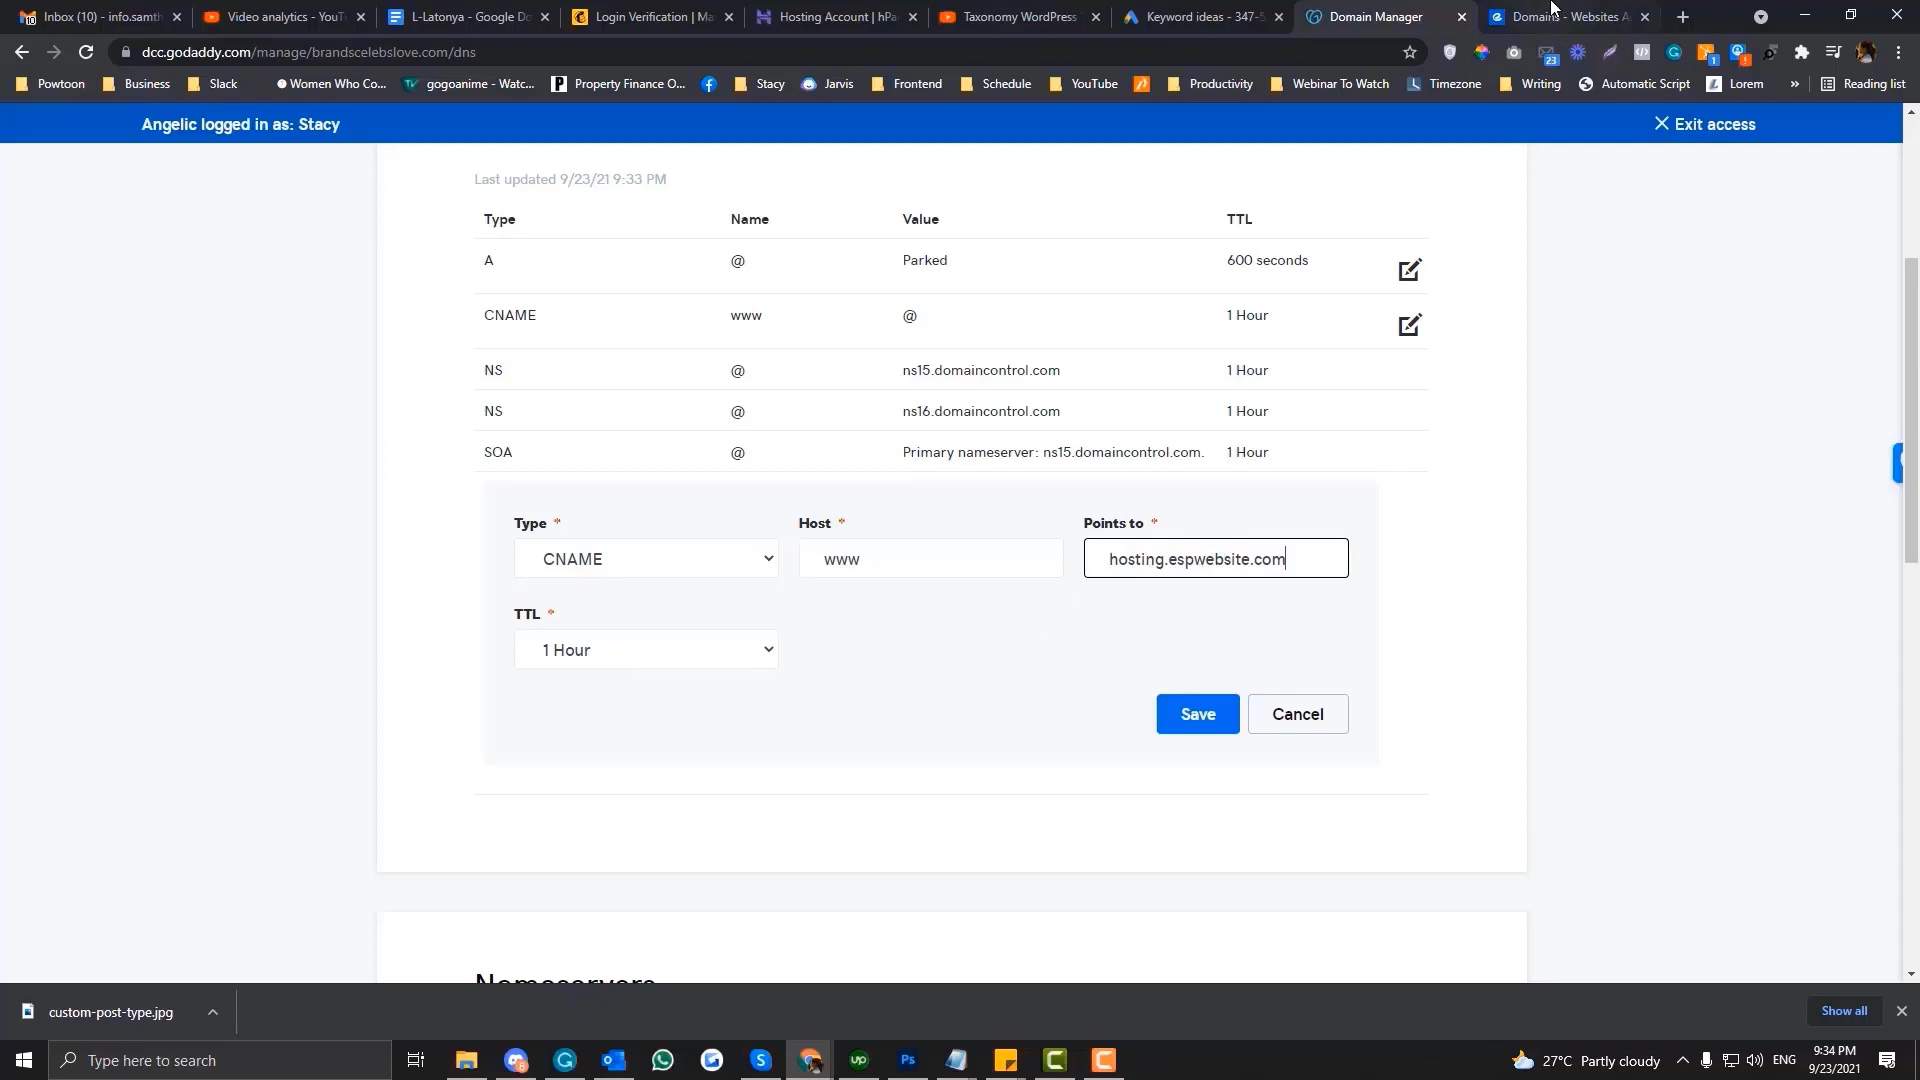 Inbox (10) - info.samth
Video analytics - YouTu
L-Latonya - Google Do
Login Verification | Ma
Hosting Account | hPa
Taxonomy WordPress
Keyword ideas - 347-5
Domain Manager
Domains - Websites A
dcc.godaddy.com/manage/brandscelebslove.com/dns
23
1
Powtoon
Business
Slack
Women Who Co...
gogoanime - Watc...
Property Finance O...
Stacy
Jarvis
Frontend
Schedule
YouTube
Productivity
Webinar To Watch
Timezone
Writing
Automatic Script
Lorem
»
Reading list
Angelic logged in as: Stacy
Exit access
Last updated 9/23/21 9:33 PM
Type Name Value TTL
A @ Parked 600 seconds
CNAME www @ 1 Hour
NS @ ns15.domaincontrol.com 1 Hour
NS @ ns16.domaincontrol.com 1 Hour
SOA @ Primary nameserver: ns15.domaincontrol.com. 1 Hour
Type * Host * Points to *
CNAME www hosting.espwebsite.com
TTL *
1 Hour
Save Cancel
Nameservers
custom-post-type.jpg
Show all
Type here to search
27°C Partly cloudy
ENG
9:34 PM
9/23/2021